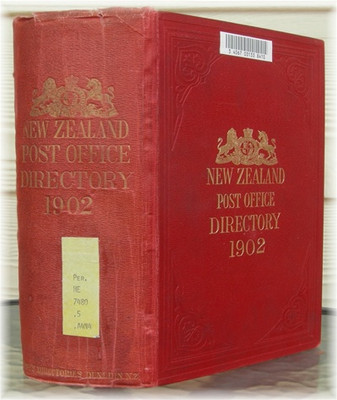 NEW ZEALAND
POST OFFICE
DIRECTORY
1902
Per.
HE
7489
.5
NEW ZEALAND
POST OFFICE
DIRECTORY
1902